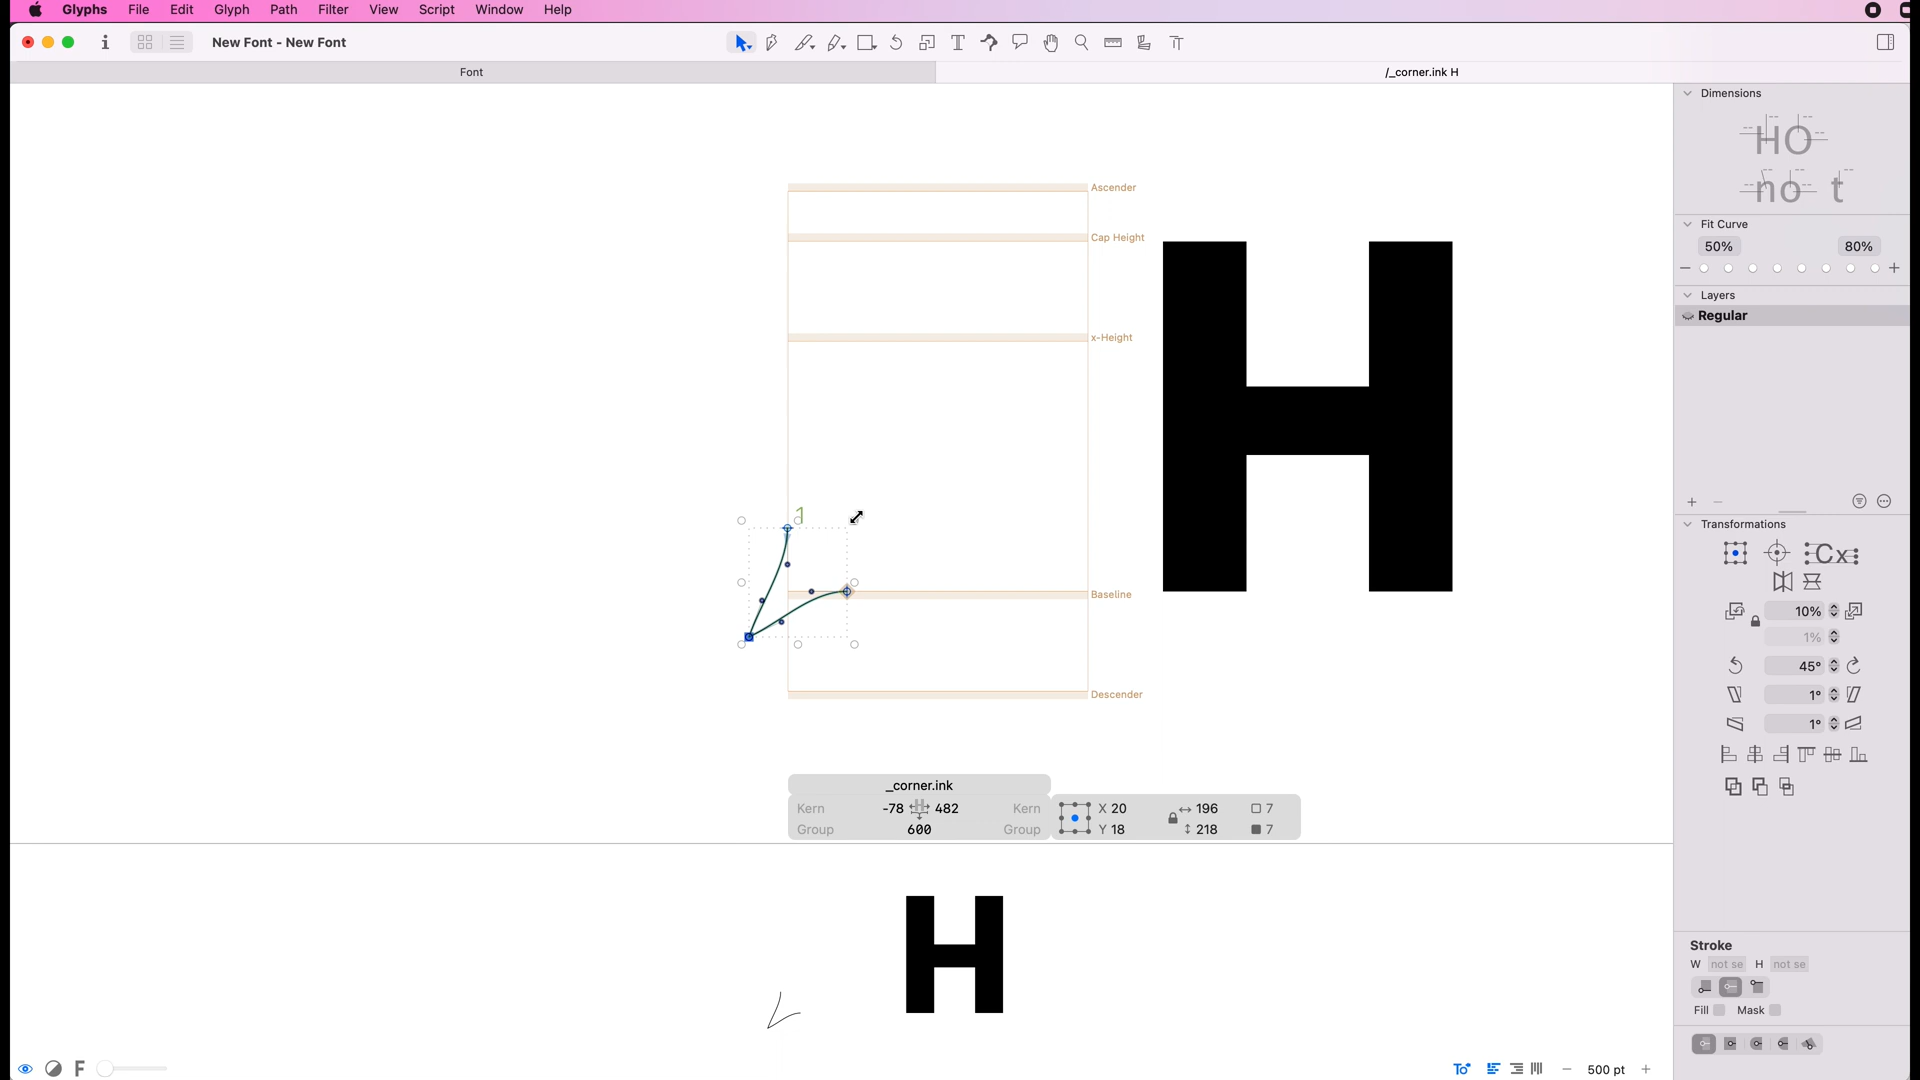 Glyphs File Edit Glyph Path Filter View Script Window Help
New Font - New Font
Font /_corner.ink H
Dimensions
HO
no t
Fit Curve
50% 80%
Layers
Regular
Ascender
Cap Height
x-Height
1
Baseline
Descender
H
Transformations
Cx
10%
1%
45°
1°
1°
_corner.ink
Kern -78 H 482 Kern
Group 600 Group
X 20 196 7
Y 18 218 7
H
Stroke
W not se H not se
Fill Mask
F
To 500 pt